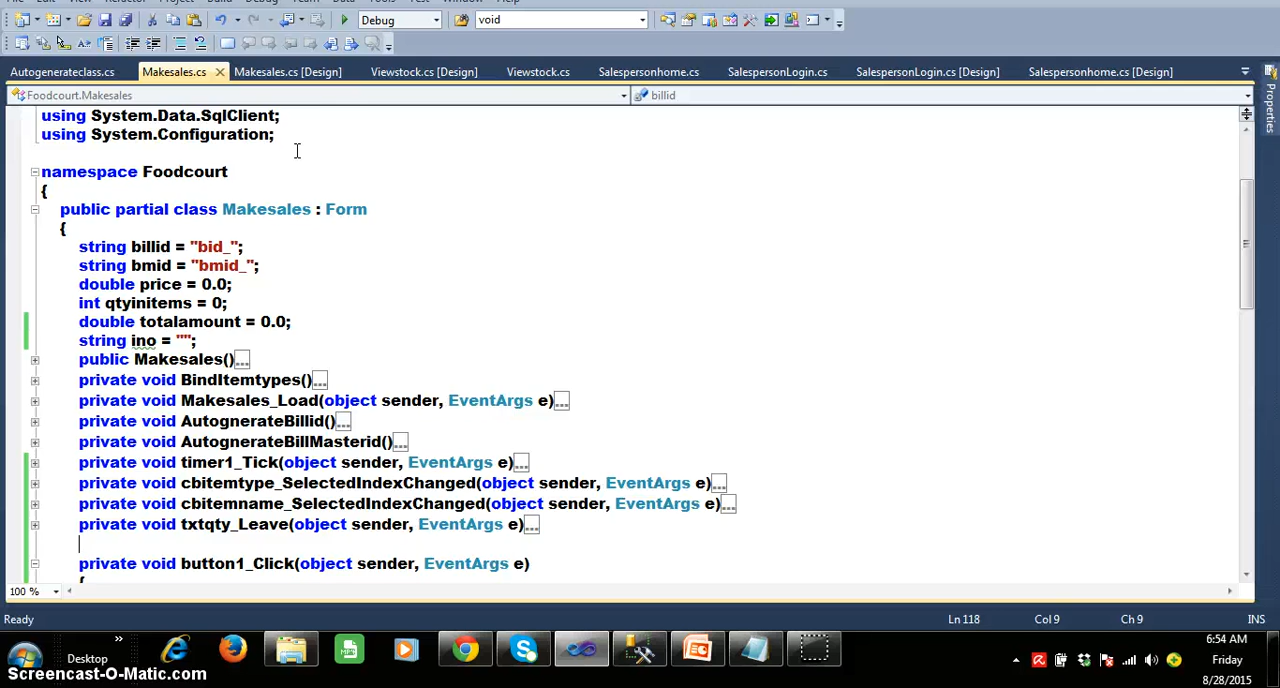 Debug
void
Autogenerateclass.cs
Makesales.cs
Makesales.cs [Design]
Viewstock.cs [Design]
Viewstock.cs
Salespersonhome.cs
SalespersonLogin.cs
SalespersonLogin.cs [Design]
Salespersonhome.cs [Design]
Properties
Foodcourt.Makesales
billid
using System.Data.SqlClient;
using System.Configuration;
namespace Foodcourt
{
public partial class Makesales : Form
{
string billid = "bid_";
string bmid = "bmid_";
double price = 0.0;
int qtyinitems = 0;
double totalamount = 0.0;
string ino = "";
public Makesales()...
private void BindItemtypes()...
private void Makesales_Load(object sender, EventArgs e)...
private void AutognerateBillid()...
private void AutognerateBillMasterid()...
private void timer1_Tick(object sender, EventArgs e)...
private void cbitemtype_SelectedIndexChanged(object sender, EventArgs e)...
private void cbitemname_SelectedIndexChanged(object sender, EventArgs e)...
private void txtqty_Leave(object sender, EventArgs e)...
private void button1_Click(object sender, EventArgs e)
{
100 %
Ready
Ln 118
Col 9
Ch 9
INS
Desktop
6:54 AM
Friday
8/28/2015
Screencast-O-Matic.com